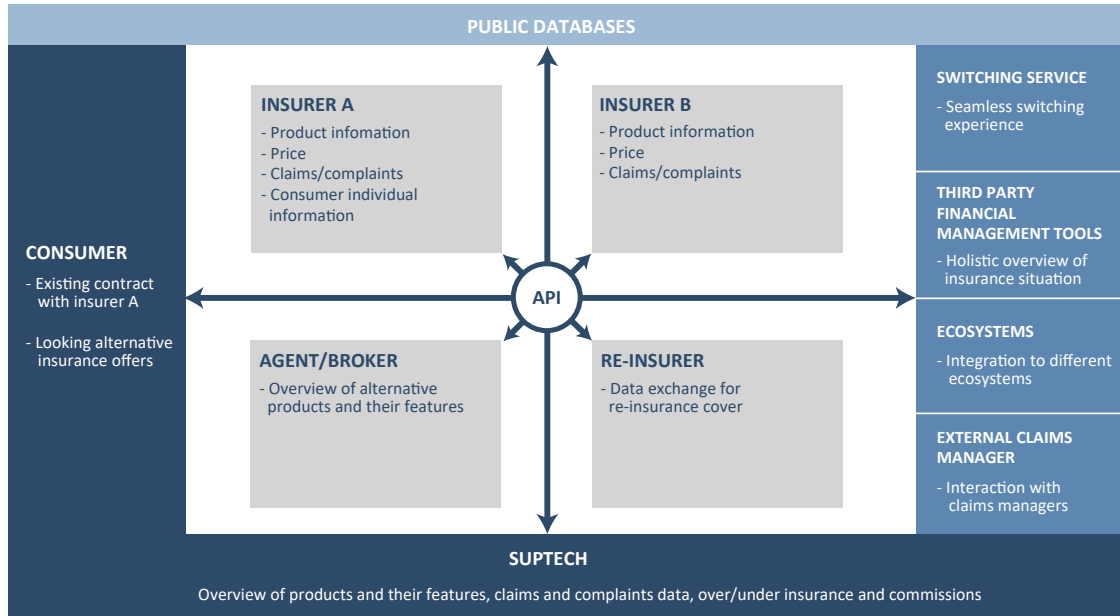 PUBLIC DATABASES
CONSUMER
- Existing contract
with insurer A
- Looking alternative
insurance offers
INSURER A
- Product infomation
- Price
- Claims/complaints
- Consumer individual
information
INSURER B
- Product information
- Price
- Claims/complaints
API
AGENT/BROKER
- Overview of alternative
products and their features
RE-INSURER
- Data exchange for
re-insurance cover
SWITCHING SERVICE
- Seamless switching
experience
THIRD PARTY
FINANCIAL
MANAGEMENT TOOLS
- Holistic overview of
insurance situation
ECOSYSTEMS
- Integration to different
ecosystems
EXTERNAL CLAIMS
MANAGER
- Interaction with
claims managers
SUPTECH
Overview of products and their features, claims and complaints data, over/under insurance and commissions